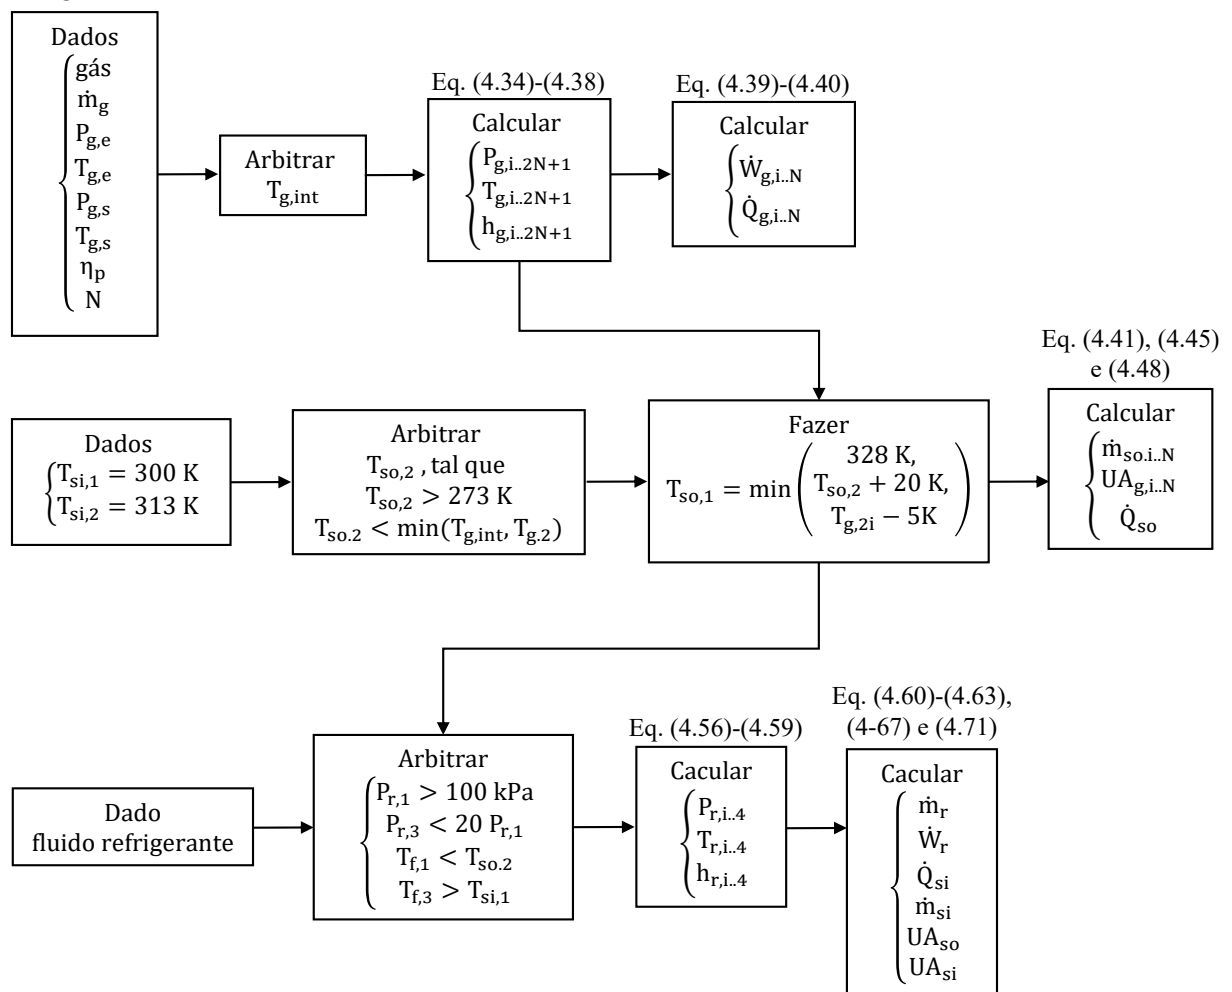 Dados
gás
ṁg
Pg,e
Tg,e
Pg,s
Tg,s
ηp
N
Arbitrar
Tg,int
Eq. (4.34)-(4.38)
Calcular
Pg,i..2N+1
Tg,i..2N+1
hg,i..2N+1
Eq. (4.39)-(4.40)
Calcular
Ẇg,i..N
Q̇g,i..N
Dados
Tsi,1 = 300 K
Tsi,2 = 313 K
Arbitrar
Tso,2 , tal que
Tso,2 > 273 K
Tso.2 < min(Tg,int, Tg.2)
Fazer
Tso,1 = min
328 K,
Tso,2 + 20 K,
Tg,2i − 5K
Eq. (4.41), (4.45)
e (4.48)
Calcular
ṁso.i..N
UAg,i..N
Q̇so
Dado
fluido refrigerante
Arbitrar
Pr,1 > 100 kPa
Pr,3 < 20 Pr,1
Tf,1 < Tso.2
Tf,3 > Tsi,1
Eq. (4.56)-(4.59)
Cacular
Pr,i..4
Tr,i..4
hr,i..4
Eq. (4.60)-(4.63),
(4-67) e (4.71)
Cacular
ṁr
Ẇr
Q̇si
ṁsi
UAso
UAsi